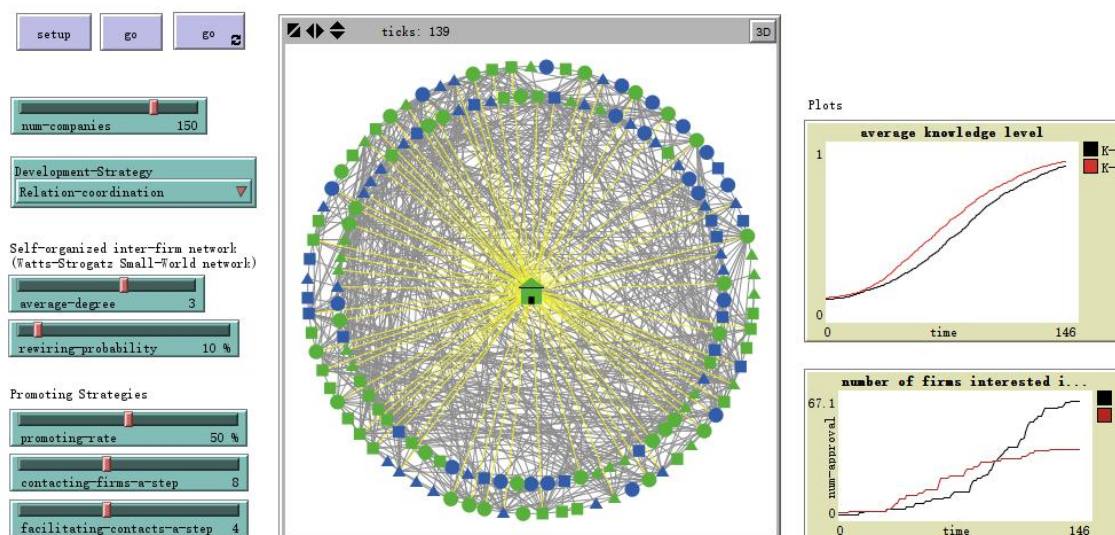 setup
go
go
num-companies 150
Development-Strategy
Relation-coordination
Self-organized inter-firm network
(Watts-Strogatz Small-World network)
average-degree 3
rewiring-probability 10 %
Promoting Strategies
promoting-rate 50 %
contacting-firms-a-step 8
facilitating-contacts-a-step 4
ticks: 139
3D
Plots
average knowledge level
1
0
0 time 146
K-
K-
number of firms interested i...
67.1
num-approval
0
0 time 146